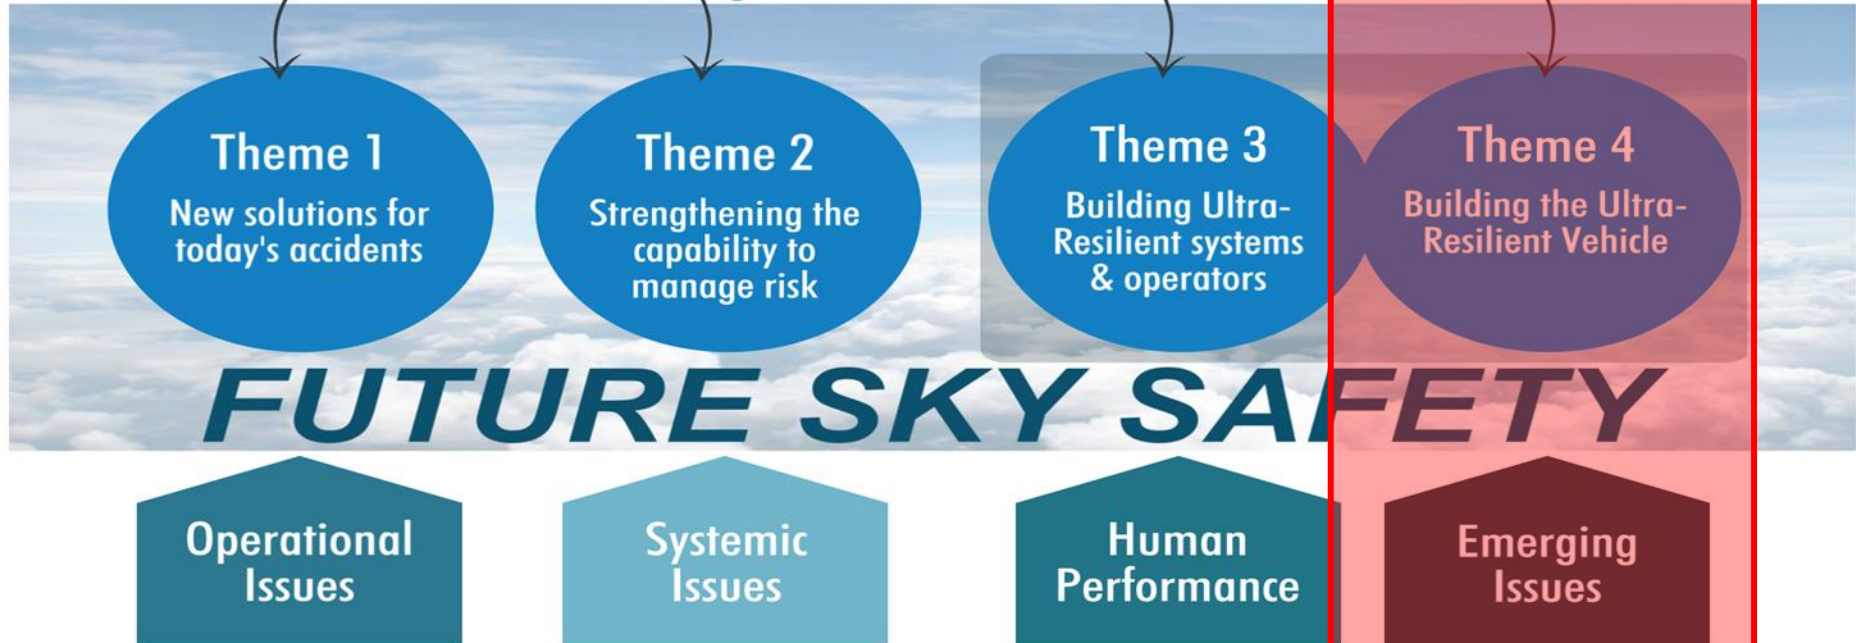 Theme 1
New solutions for
today's accidents
Theme 2
Strengthening the
capability to
manage risk
Theme 3
Building Ultra-
Resilient systems
& operators
Theme 4
Building the Ultra-
Resilient Vehicle
FUTURE SKY SAFETY
Operational
Issues
Systemic
Issues
Human
Performance
Emerging
Issues